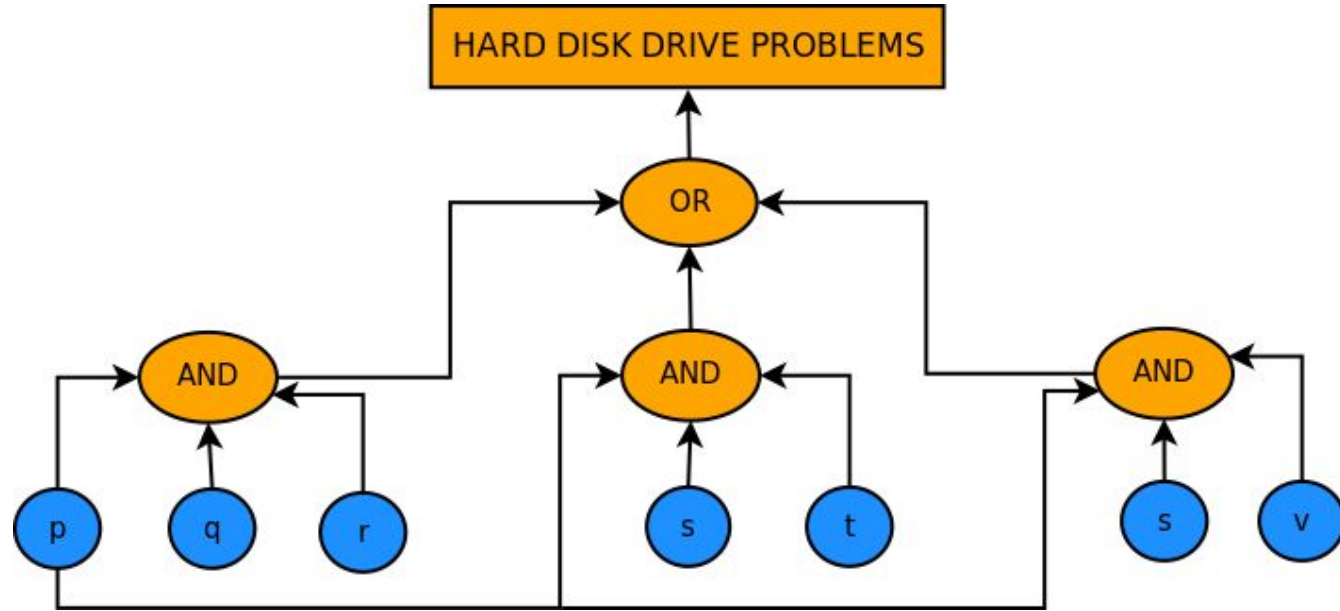 HARD DISK DRIVE PROBLEMS
OR
AND
AND
AND
p
q
r
s
t
s
v